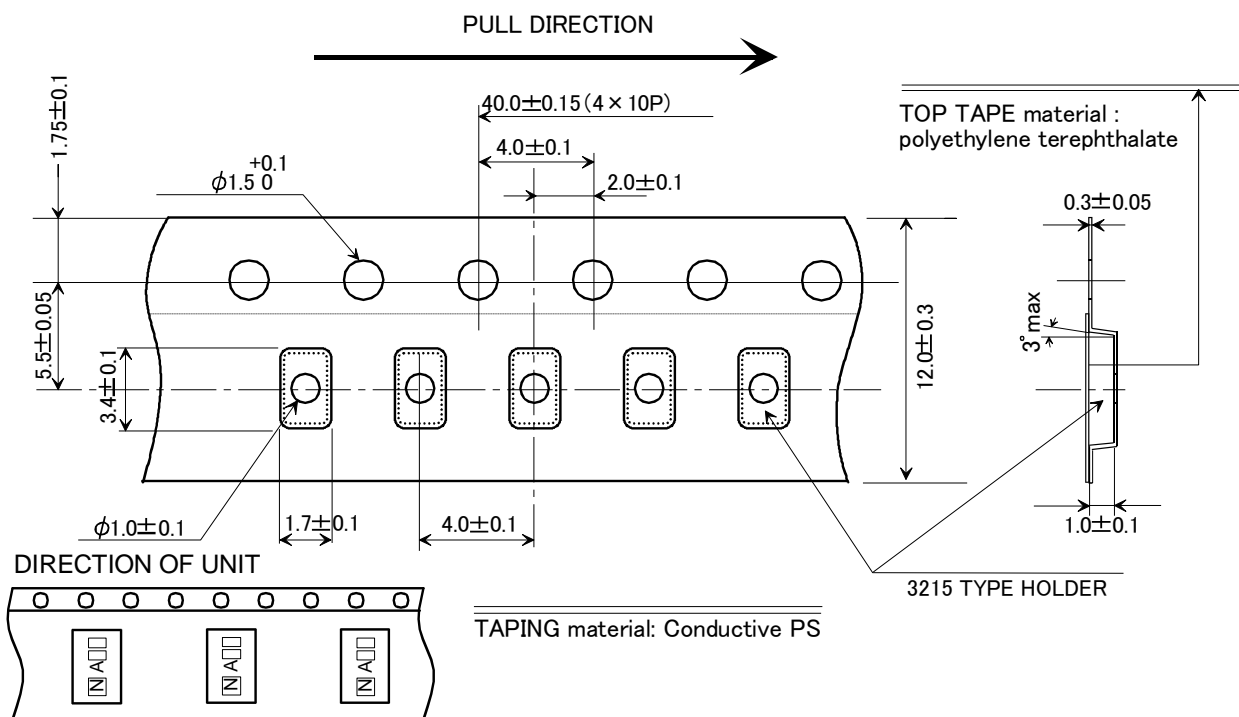 PULL DIRECTION
1.75±0.1
40.0±0.15(4×10P)
4.0±0.1
+0.1
φ1.5 0
2.0±0.1
TOP TAPE material :
polyethylene terephthalate
0.3±0.05
5.5±0.05
3.4±0.1
12.0±0.3
3°max
φ1.0±0.1
1.7±0.1
4.0±0.1
1.0±0.1
3215 TYPE HOLDER
DIRECTION OF UNIT
TAPING material: Conductive PS
N A□□
N A□□
N A□□